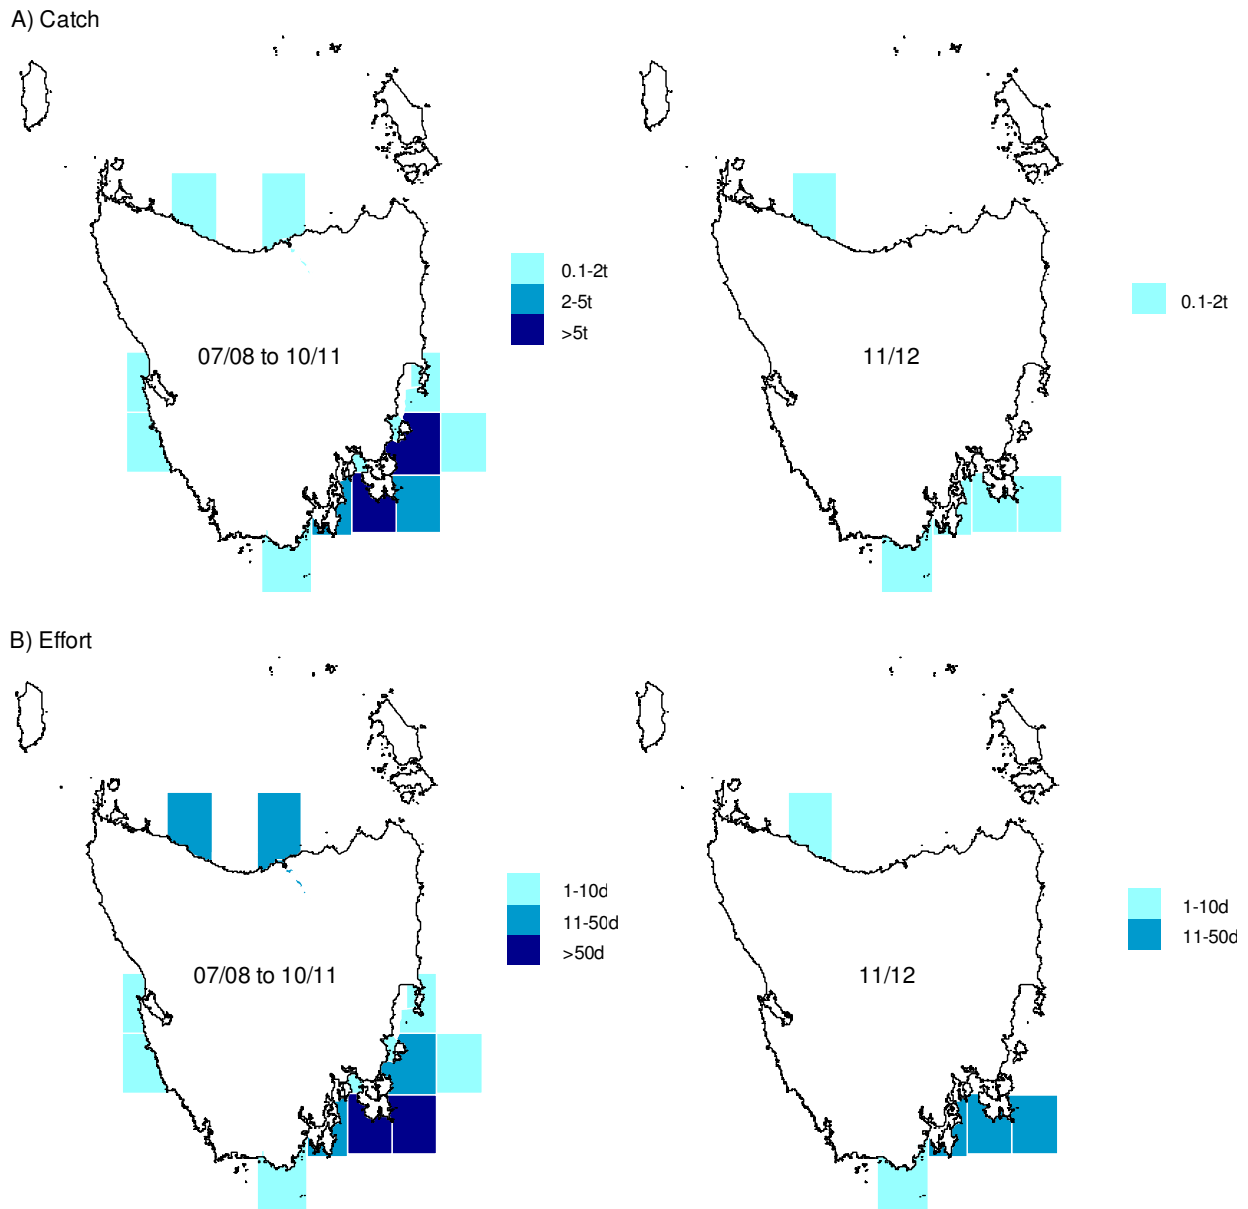 A) Catch
0.1-2t
2-5t
>5t
07/08 to 10/11
0.1-2t
11/12
B) Effort
1-10d
11-50d
>50d
07/08 to 10/11
1-10d
11-50d
11/12